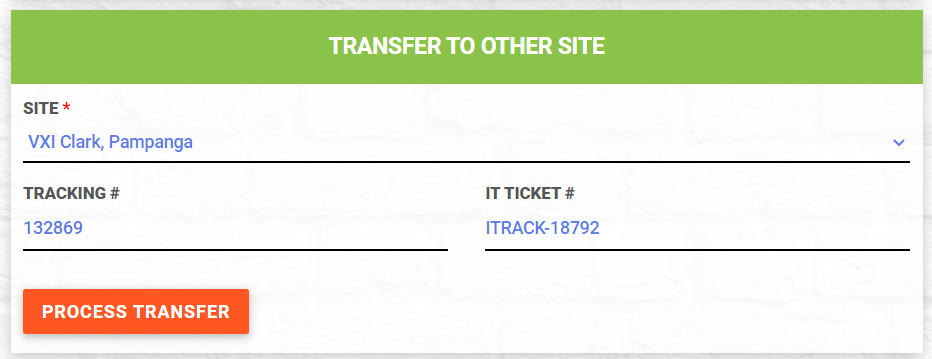 TRANSFER TO OTHER SITE
SITE *
VXI Clark, Pampanga
TRACKING # IT TICKET #
132869 ITRACK-18792
PROCESS TRANSFER